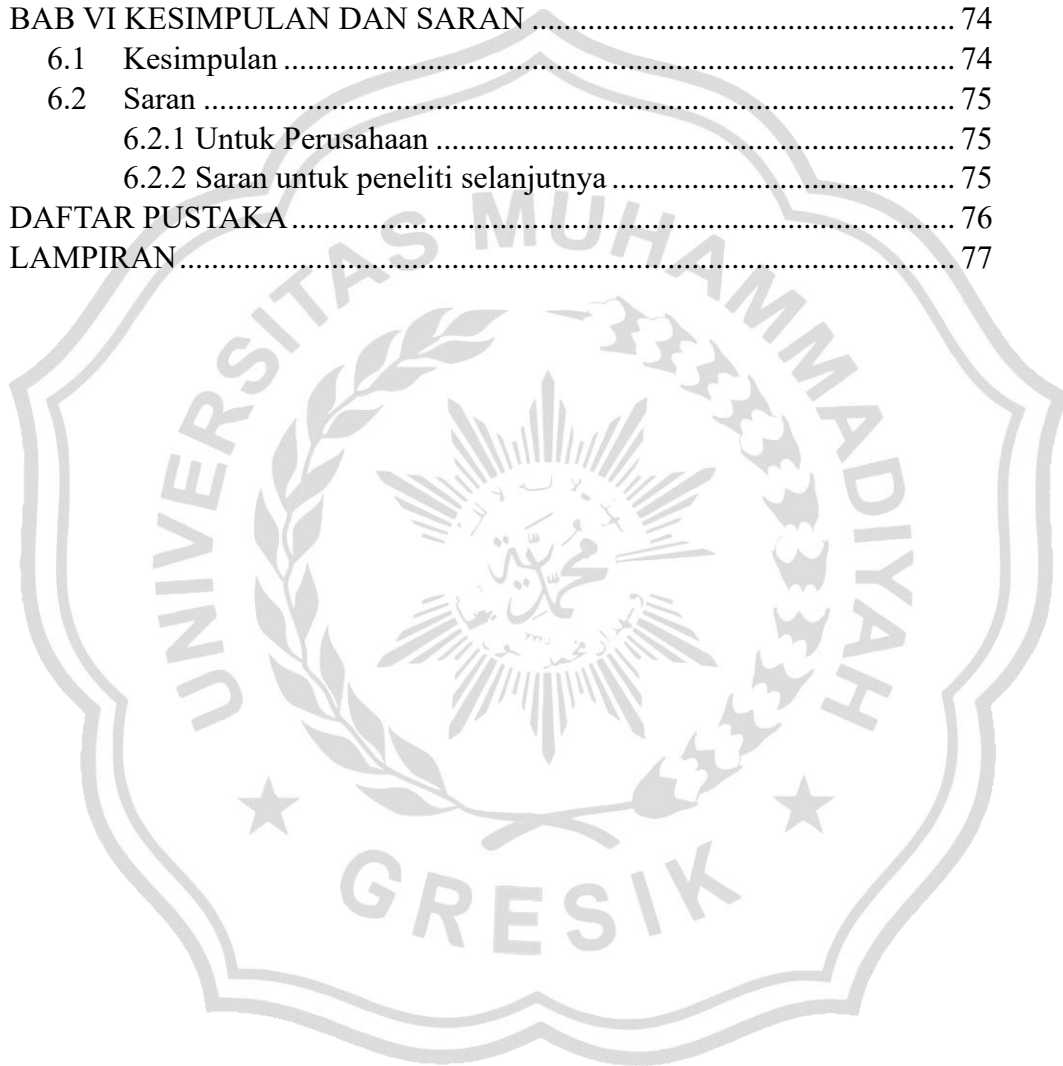 BAB VI KESIMPULAN DAN SARAN ..................................................... 74
6.1 Kesimpulan .................................................................................... 74
6.2 Saran .............................................................................................. 75
6.2.1 Untuk Perusahaan ................................................................. 75
6.2.2 Saran untuk peneliti selanjutnya ........................................... 75
DAFTAR PUSTAKA ................................................................................... 76
LAMPIRAN ................................................................................................. 77
UNIVERSITAS MUHAMMADIYAH
محمد
GRESIK